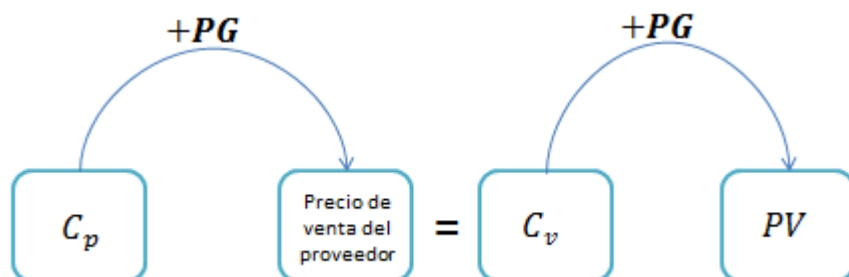 +PG +PG
C_p
Precio de
venta del
proveedor
=
C_v
PV